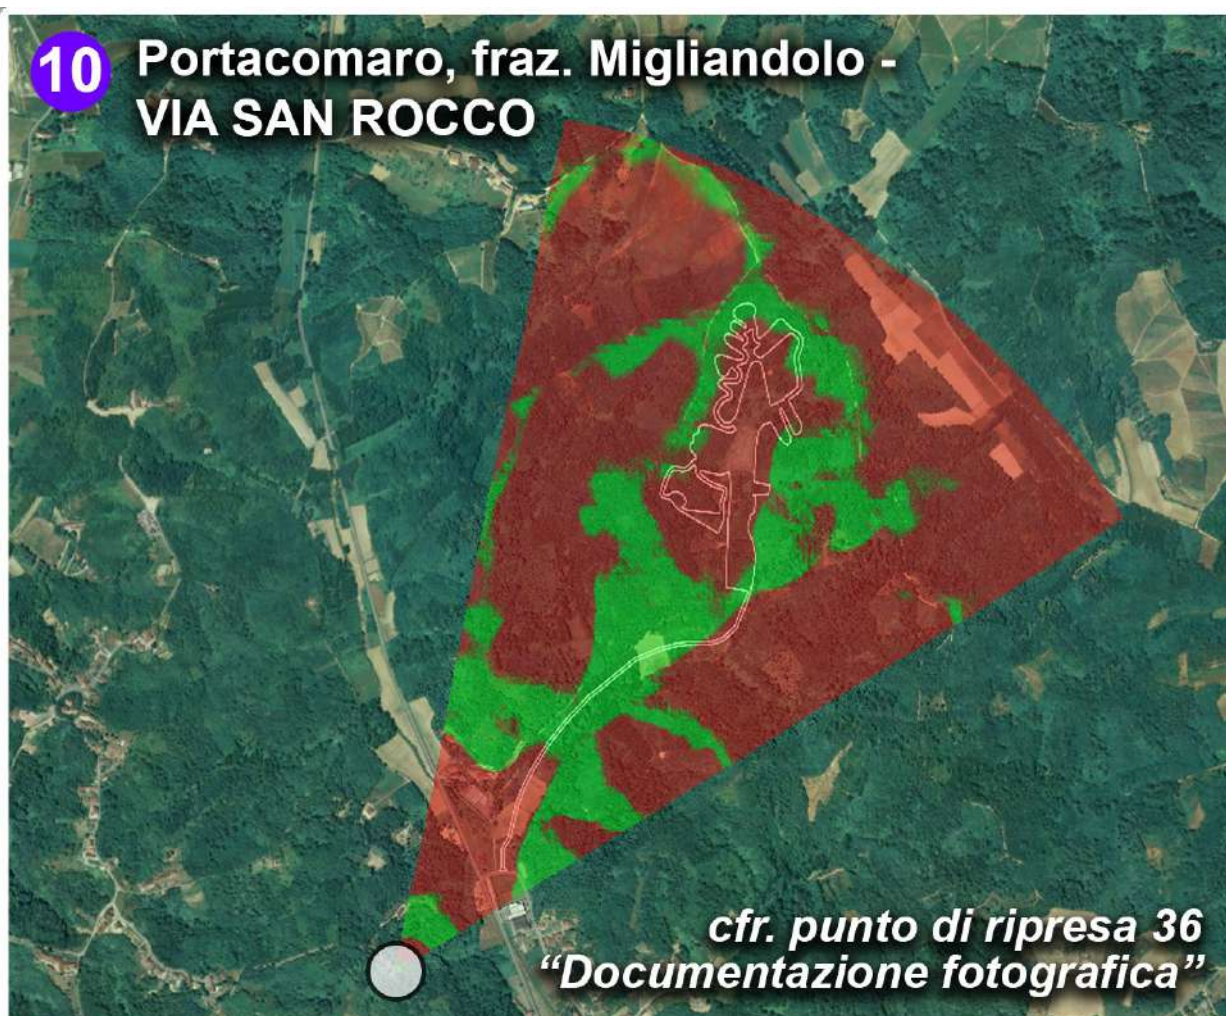 10 Portacomaro, fraz. Migliandolo -
VIA SAN ROCCO
cfr. punto di ripresa 36
“Documentazione fotografica”